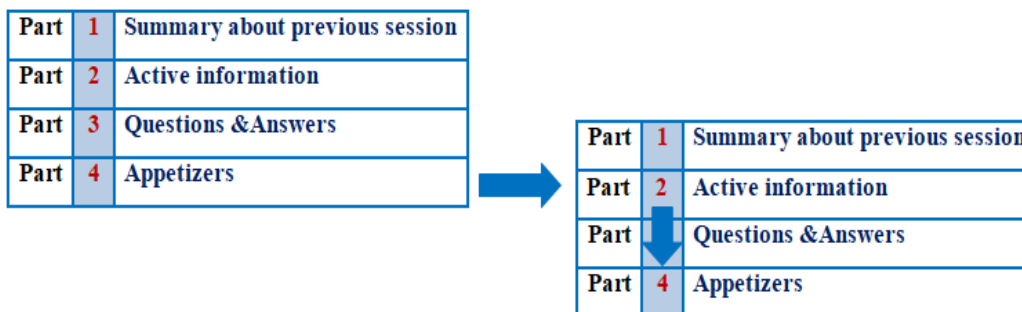 Part 1 Summary about previous session
Part 2 Active information
Part 3 Questions &Answers
Part 4 Appetizers
Part 1 Summary about previous session
Part 2 Active information
Part Questions &Answers
Part 4 Appetizers